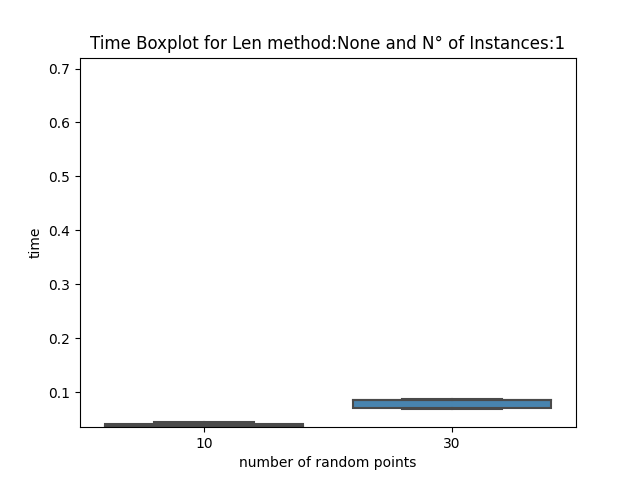 Time Boxplot for Len method:None and N° of Instances:1
0.7
0.6
0.5
0.4
0.3
0.2
0.1
time
10 30
number of random points